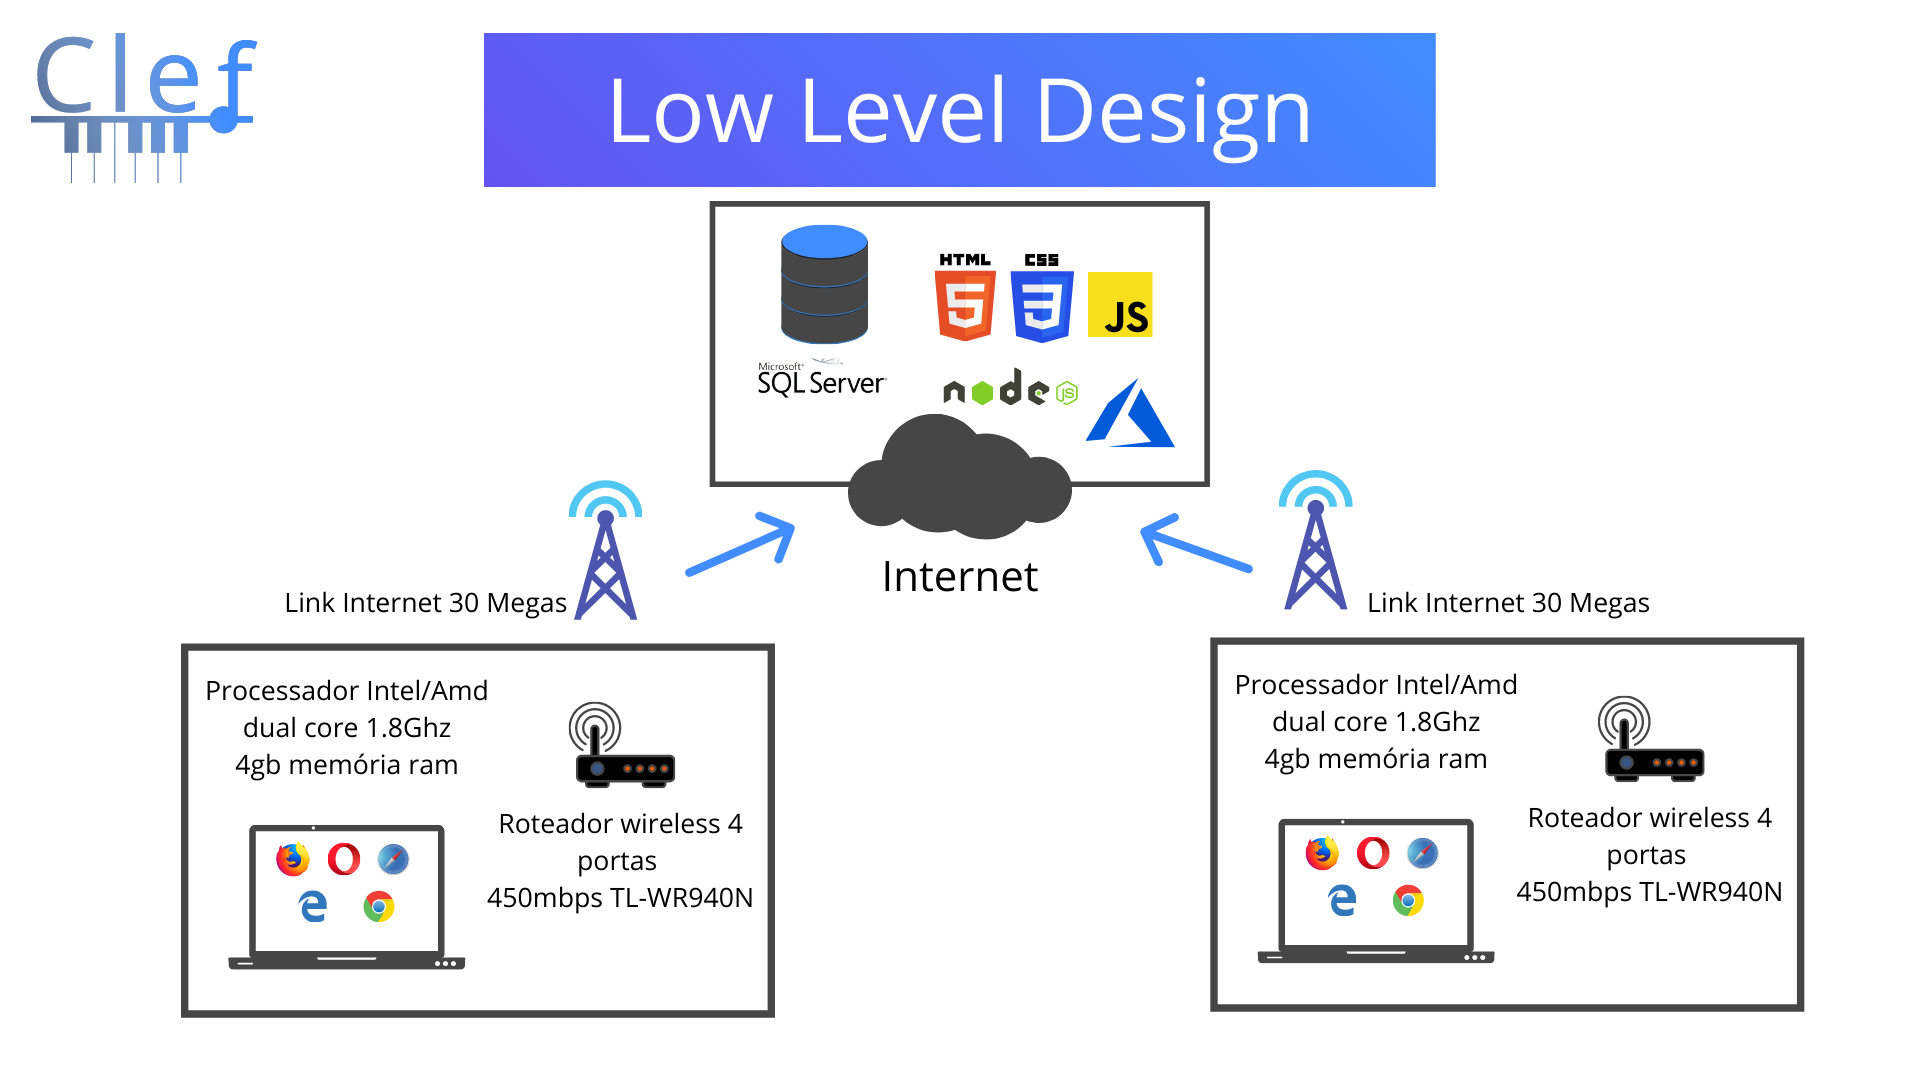 Clef
Low Level Design
HTML
CSS
JS
Microsoft
SQL Server
node
JS
Internet
Link Internet 30 Megas
Link Internet 30 Megas
Processador Intel/Amd
dual core 1.8Ghz
4gb memória ram
Roteador wireless 4
portas
450mbps TL-WR940N
Processador Intel/Amd
dual core 1.8Ghz
4gb memória ram
Roteador wireless 4
portas
450mbps TL-WR940N